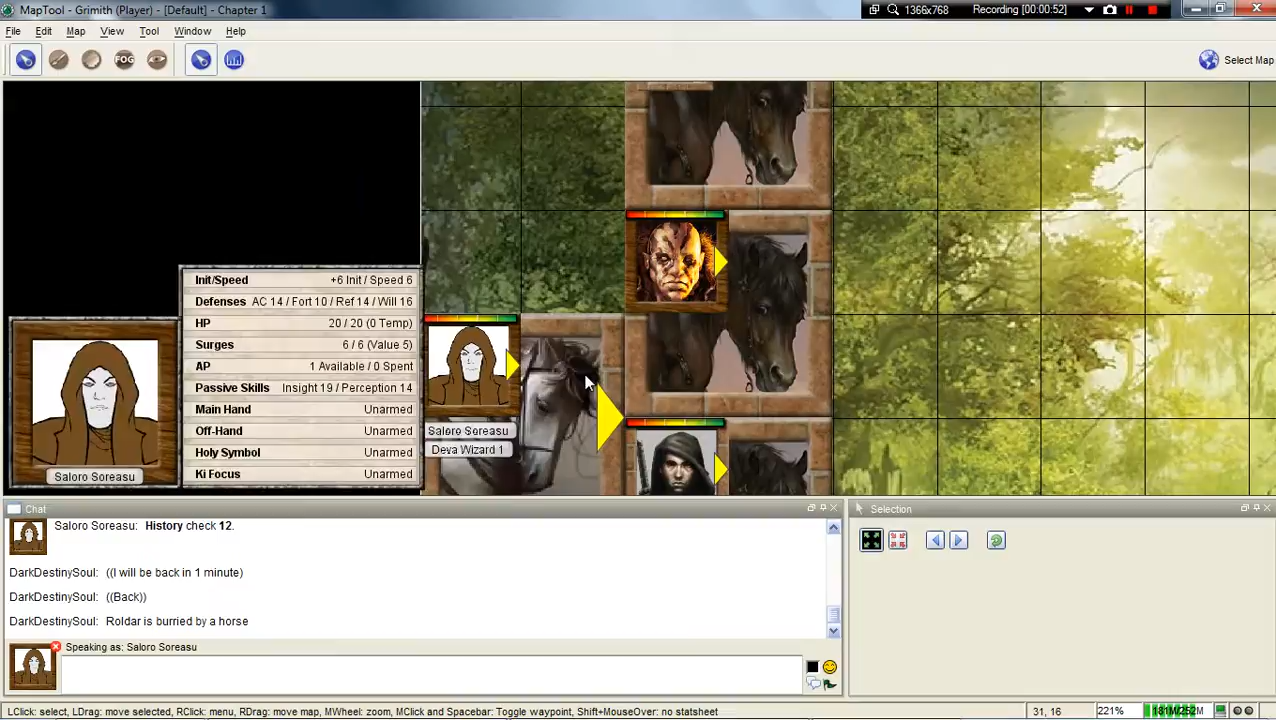 MapTool - Grimith (Player) - [Default] - Chapter 1
1366x768
Recording [00:00:52]
File Edit Map View Tool Window Help
FOG
Select Map
Init/Speed +6 Init / Speed 6
Defenses AC 14 / Fort 10 / Ref 14 / Will 16
HP 20 / 20 (0 Temp)
Surges 6 / 6 (Value 5)
AP 1 Available / 0 Spent
Passive Skills Insight 19 / Perception 14
Main Hand Unarmed
Off-Hand Unarmed
Holy Symbol Unarmed
Ki Focus Unarmed
Saloro Soreasu
Saloro Soreasu
Deva Wizard 1
Chat
Selection
Saloro Soreasu: History check 12.
DarkDestinySoul: ((I will be back in 1 minute)
DarkDestinySoul: ((Back))
DarkDestinySoul: Roldar is burried by a horse
Speaking as: Saloro Soreasu
LClick: select, LDrag: move selected, RClick: menu, RDrag: move map, MWheel: zoom, MClick and Spacebar: Toggle waypoint, Shift+MouseOver: no statsheet
31, 16
221%
181M/252M